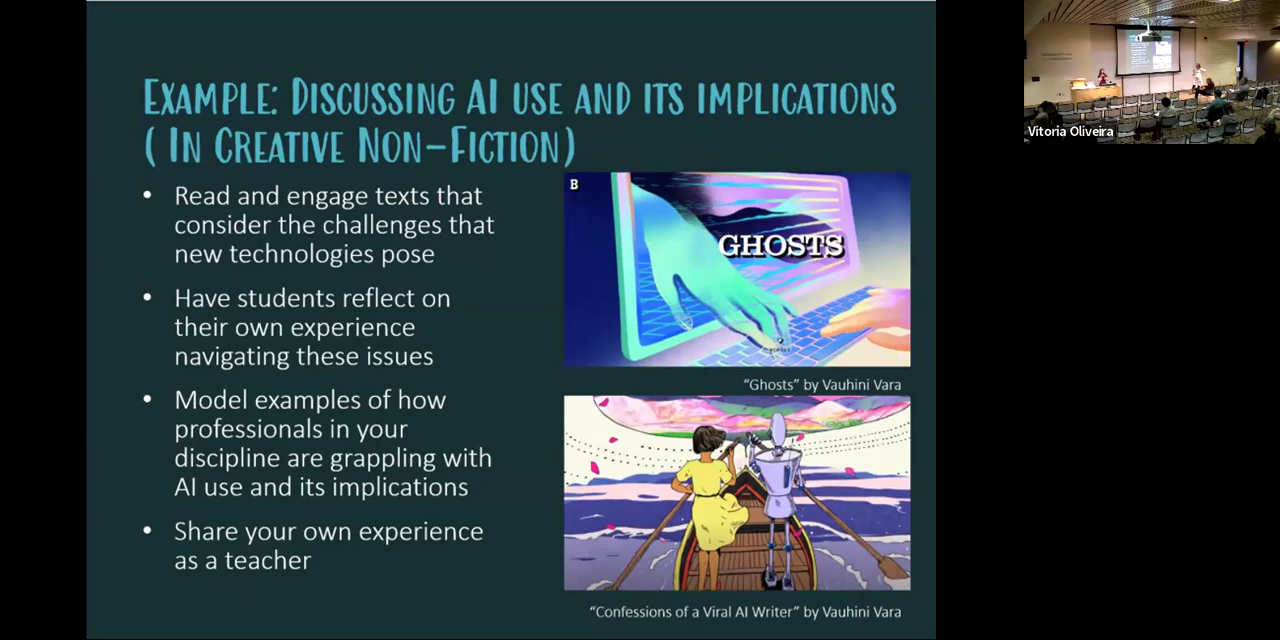 EXAMPLE: DISCUSSING AI USE AND ITS IMPLICATIONS
( IN CREATIVE NON-FICTION)
• Read and engage texts that
consider the challenges that
new technologies pose
• Have students reflect on
their own experience
navigating these issues
• Model examples of how
professionals in your
discipline are grappling with
AI use and its implications
• Share your own experience
as a teacher
B
GHOSTS
“Ghosts” by Vauhini Vara
“Confessions of a Viral AI Writer” by Vauhini Vara
Vitoria Oliveira